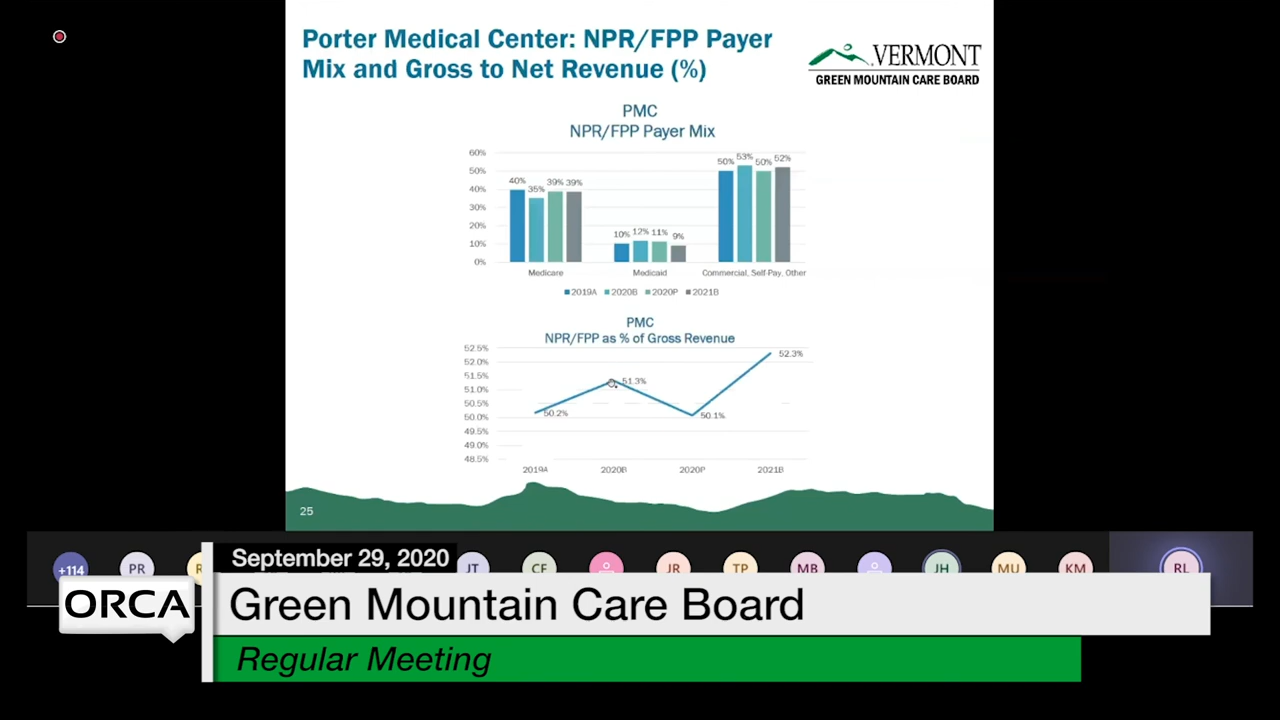 Porter Medical Center: NPR/FPP Payer
Mix and Gross to Net Revenue (%)
VERMONT
GREEN MOUNTAIN CARE BOARD
PMC
NPR/FPP Payer Mix
60%
50%
40%
30%
20%
10%
0%
40%
35%
39%
39%
10%
12%
11%
9%
50%
53%
50%
52%
Medicare
Medicaid
Commercial, Self-Pay, Other
2019A
2020B
2020P
2021B
PMC
NPR/FPP as % of Gross Revenue
52.5%
52.0%
51.5%
51.0%
50.5%
50.0%
49.5%
49.0%
48.5%
50.2%
51.3%
50.1%
52.3%
2019A
2020B
2020P
2021B
25
+114
PR
R
JT
CF
JR
TP
MB
JH
MU
KM
RL
September 29, 2020
ORCA
Green Mountain Care Board
Regular Meeting